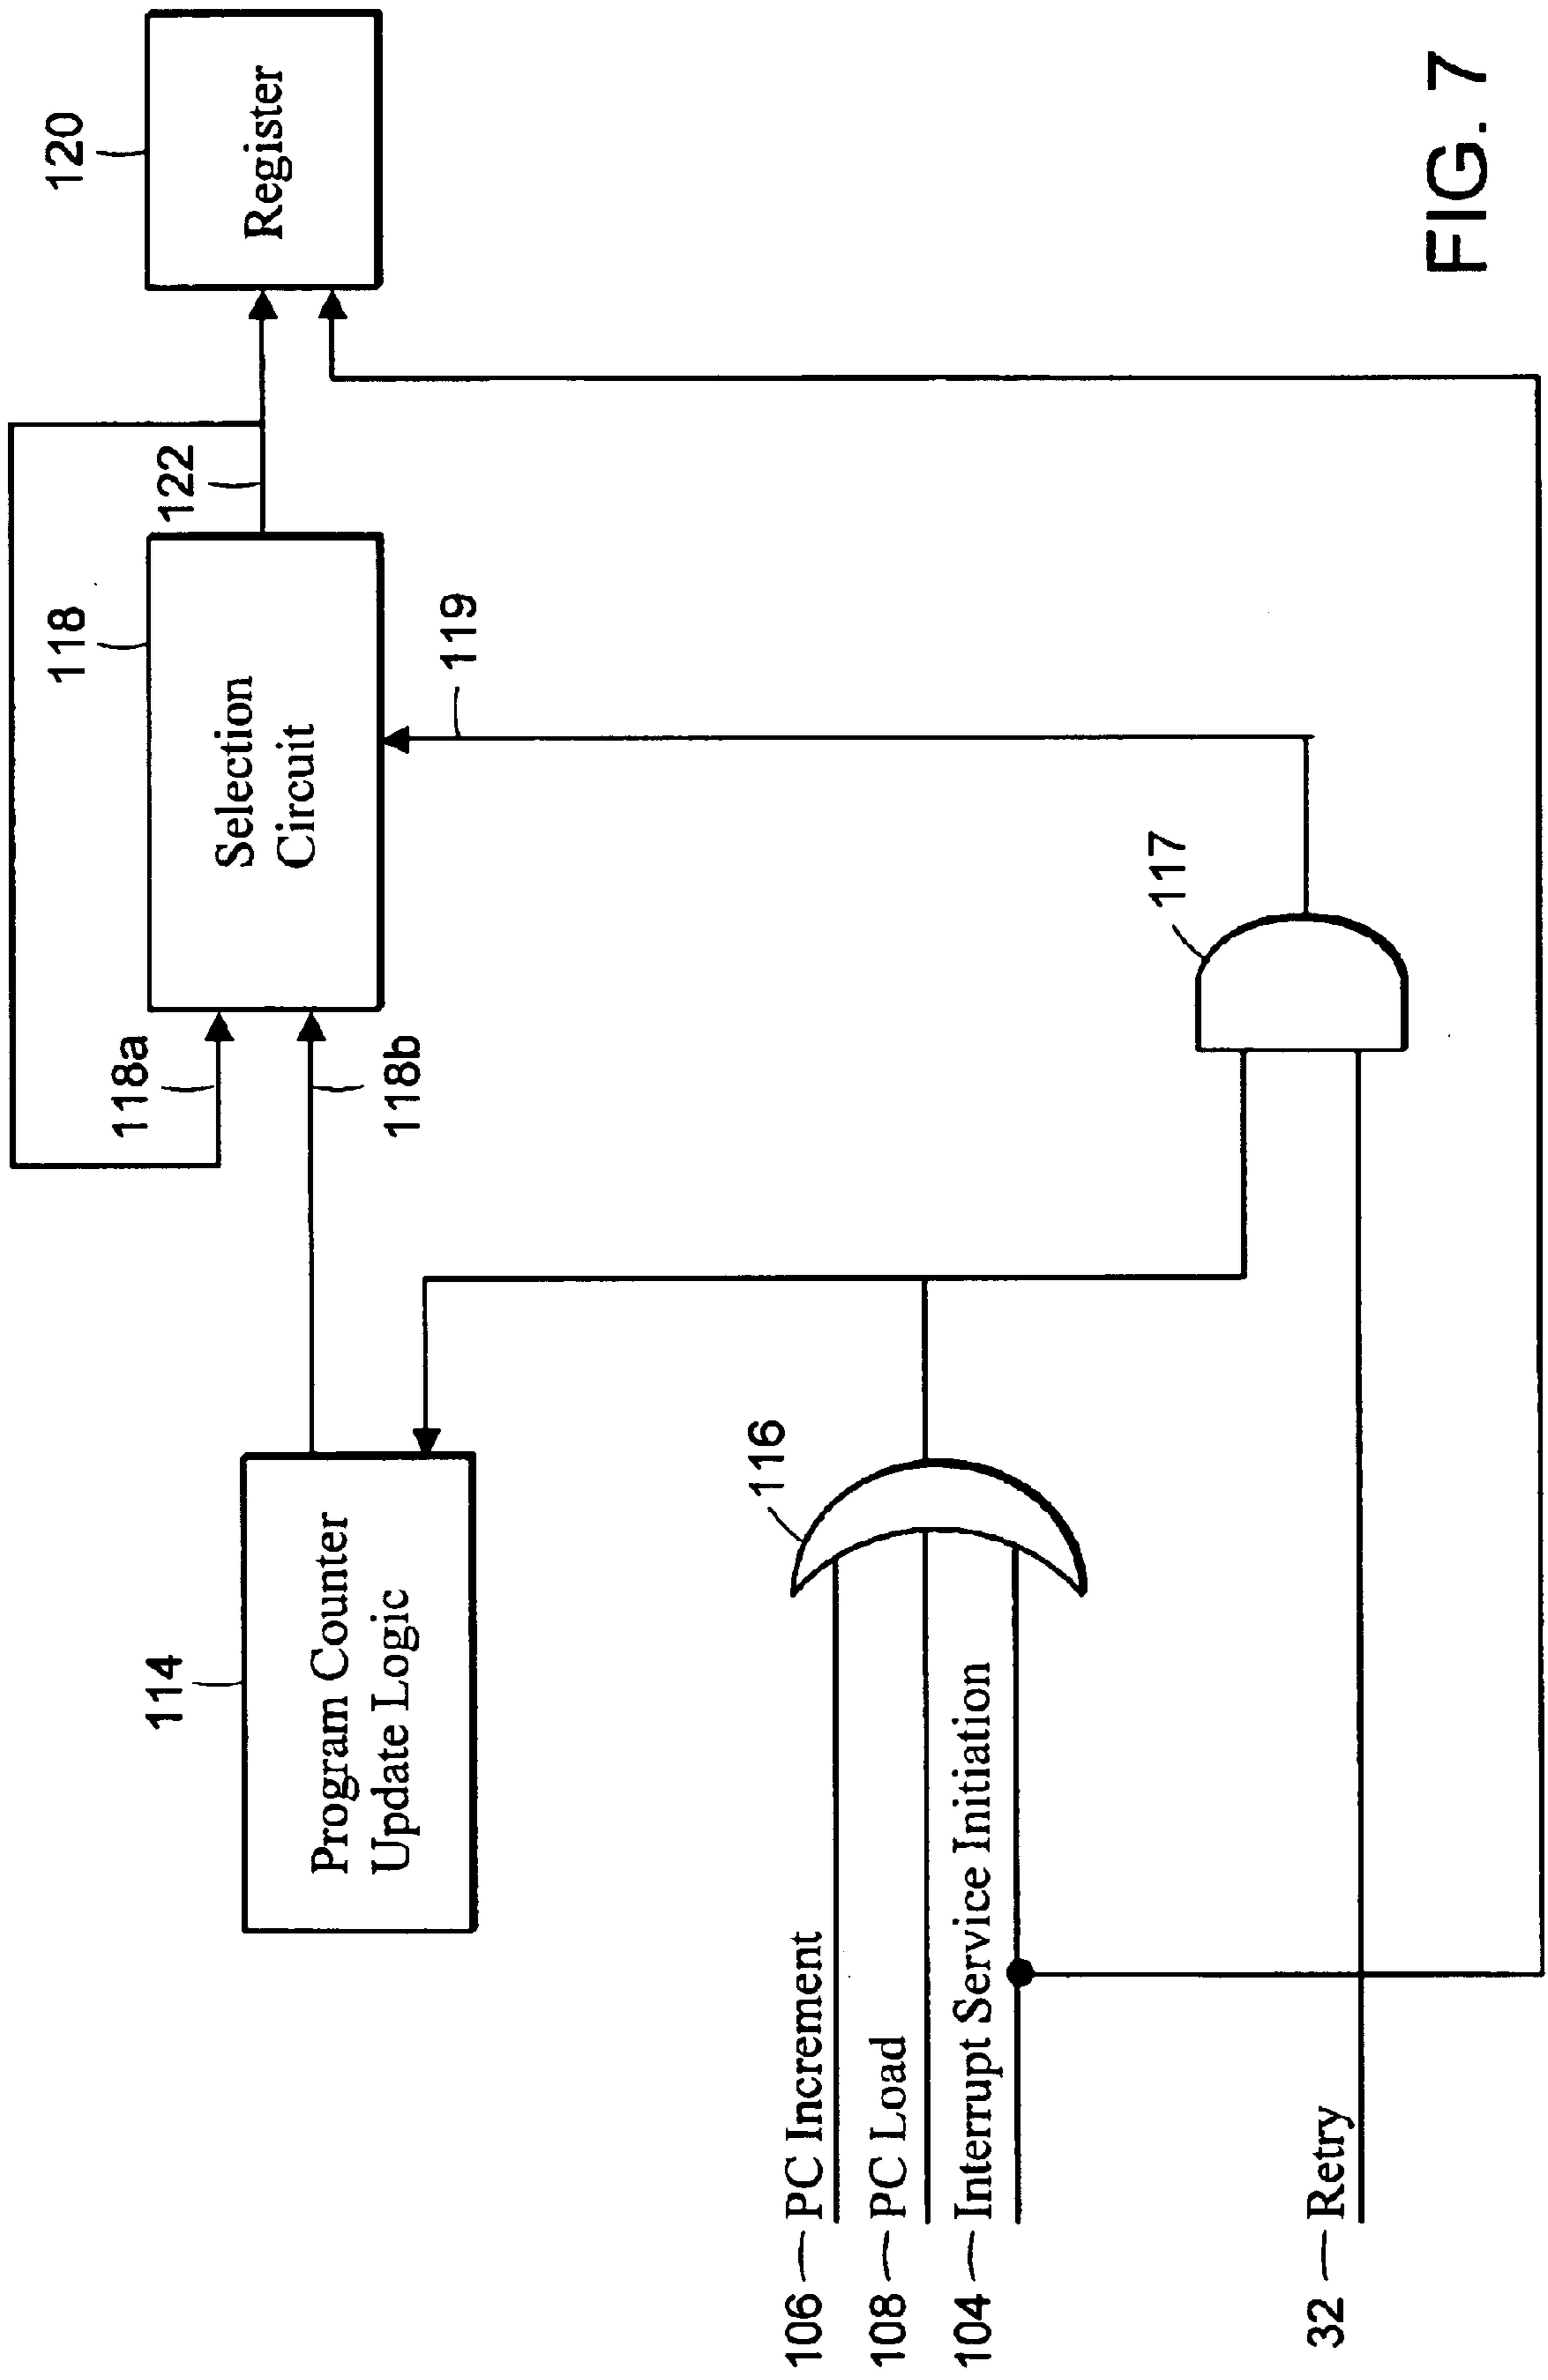 120
Register
118
122
Selection
Circuit
119
118a
118b
117
114
Program Counter
Update Logic
116
106 PC Increment
108 PC Load
104 Interrupt Service Initiation
32 Retry
FIG. 7